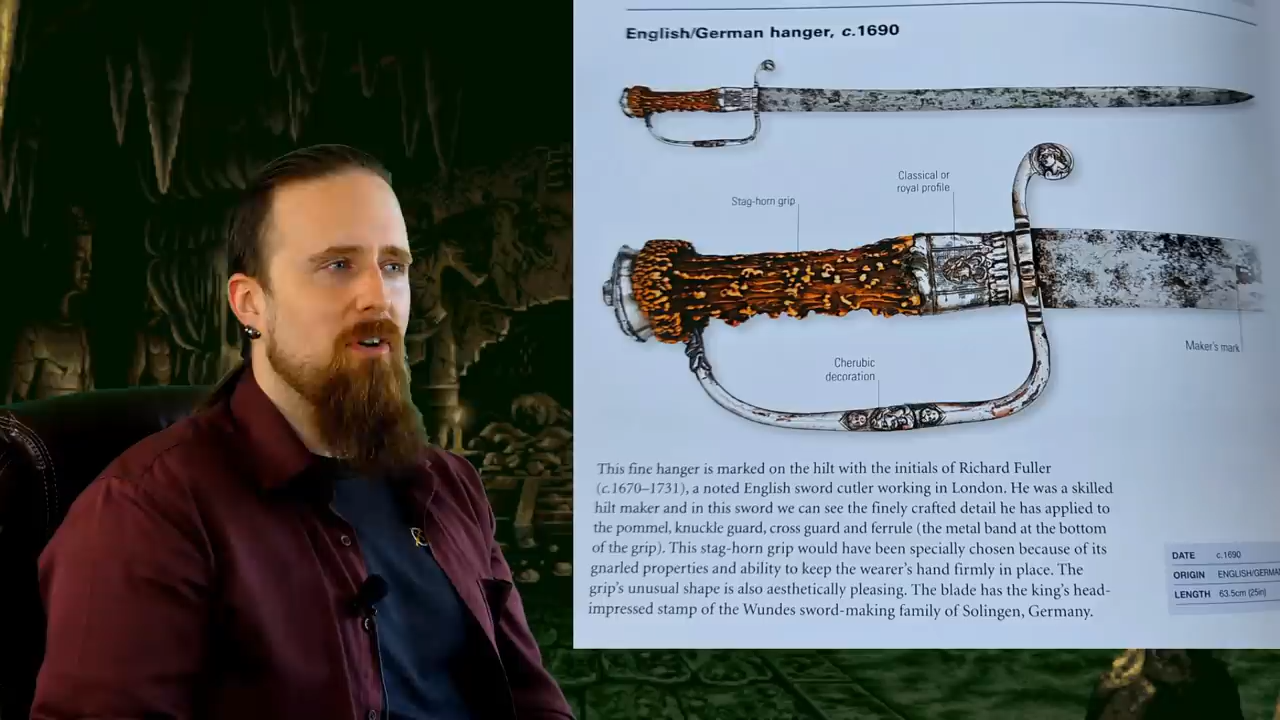 English/German hanger, c.1690
Classical or
royal profile
Stag-horn grip
Cherubic
decoration
Maker's mark
This fine hanger is marked on the hilt with the initials of Richard Fuller
(c.1670–1731), a noted English sword cutler working in London. He was a skilled
hilt maker and in this sword we can see the finely crafted detail he has applied to
the pommel, knuckle guard, cross guard and ferrule (the metal band at the bottom
of the grip). This stag-horn grip would have been specially chosen because of its
gnarled properties and ability to keep the wearer's hand firmly in place. The
grip's unusual shape is also aesthetically pleasing. The blade has the king's head-
impressed stamp of the Wundes sword-making family of Solingen, Germany.
DATE c.1690
ORIGIN ENGLISH/GERMA
LENGTH 63.5cm (25in)